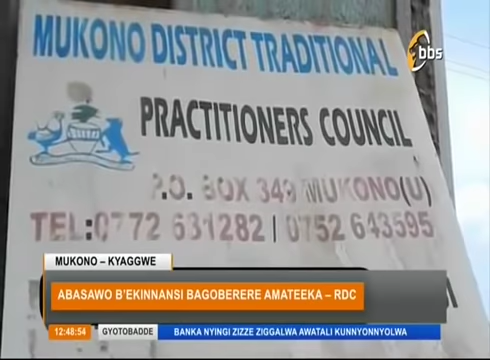 MUKONO DISTRICT TRADITIONAL
bbs
PRACTITIONERS COUNCIL
P.O. BOX 349 MUKONO(U)
TEL:0772 631282 / 0752 643595
MUKONO – KYAGGWE
ABASAWO B'EKINNANSI BAGOBERERE AMATEEKA – RDC
12:48:54 GYOTOBADDE BANKA NYINGI ZIZZE ZIGGALWA AWATALI KUNNYONNYOLWA